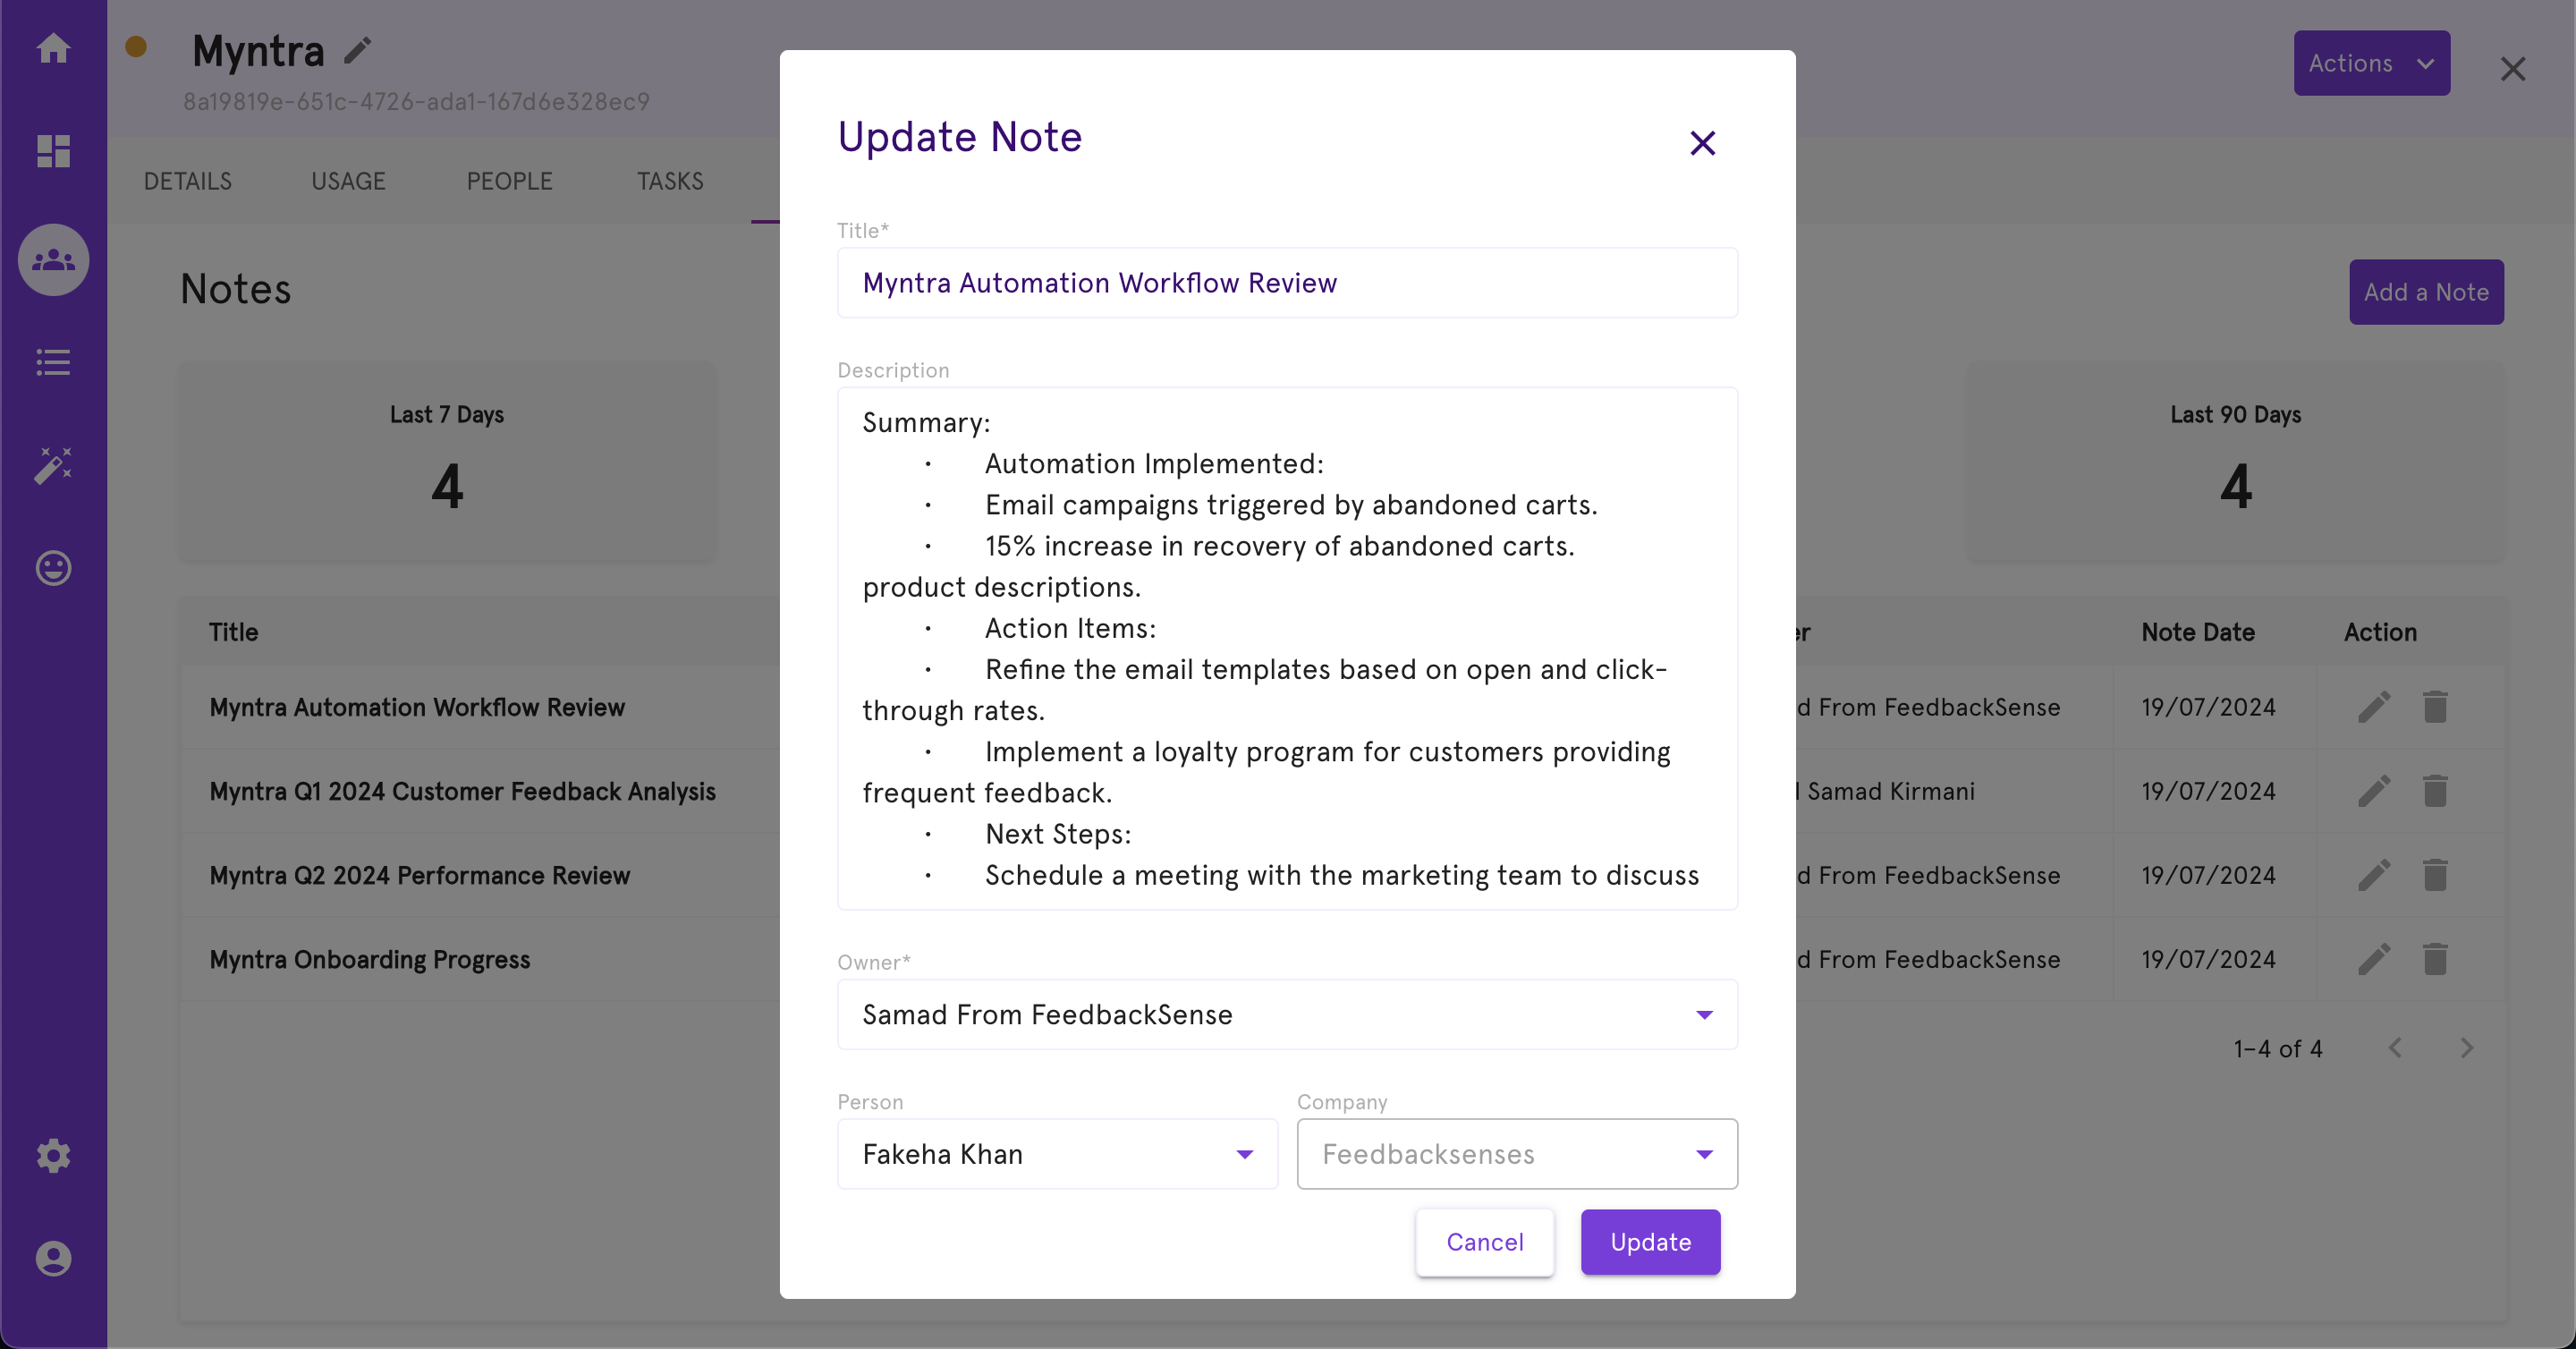 Myntra
8a19819e-651c-4726-ada1-167d6e328ec9
Actions
DETAILS USAGE PEOPLE TASKS
Notes
Add a Note
Last 7 Days
4
Last 90 Days
4
Title
Note Date Action
Myntra Automation Workflow Review
d From FeedbackSense 19/07/2024
Myntra Q1 2024 Customer Feedback Analysis
l Samad Kirmani 19/07/2024
Myntra Q2 2024 Performance Review
d From FeedbackSense 19/07/2024
Myntra Onboarding Progress
d From FeedbackSense 19/07/2024
1–4 of 4
Update Note
Title*
Myntra Automation Workflow Review
Description
Summary:
• Automation Implemented:
• Email campaigns triggered by abandoned carts.
• 15% increase in recovery of abandoned carts.
product descriptions.
• Action Items:
• Refine the email templates based on open and click-
through rates.
• Implement a loyalty program for customers providing
frequent feedback.
• Next Steps:
• Schedule a meeting with the marketing team to discuss
Owner*
Samad From FeedbackSense
Person
Fakeha Khan
Company
Feedbacksenses
Cancel
Update